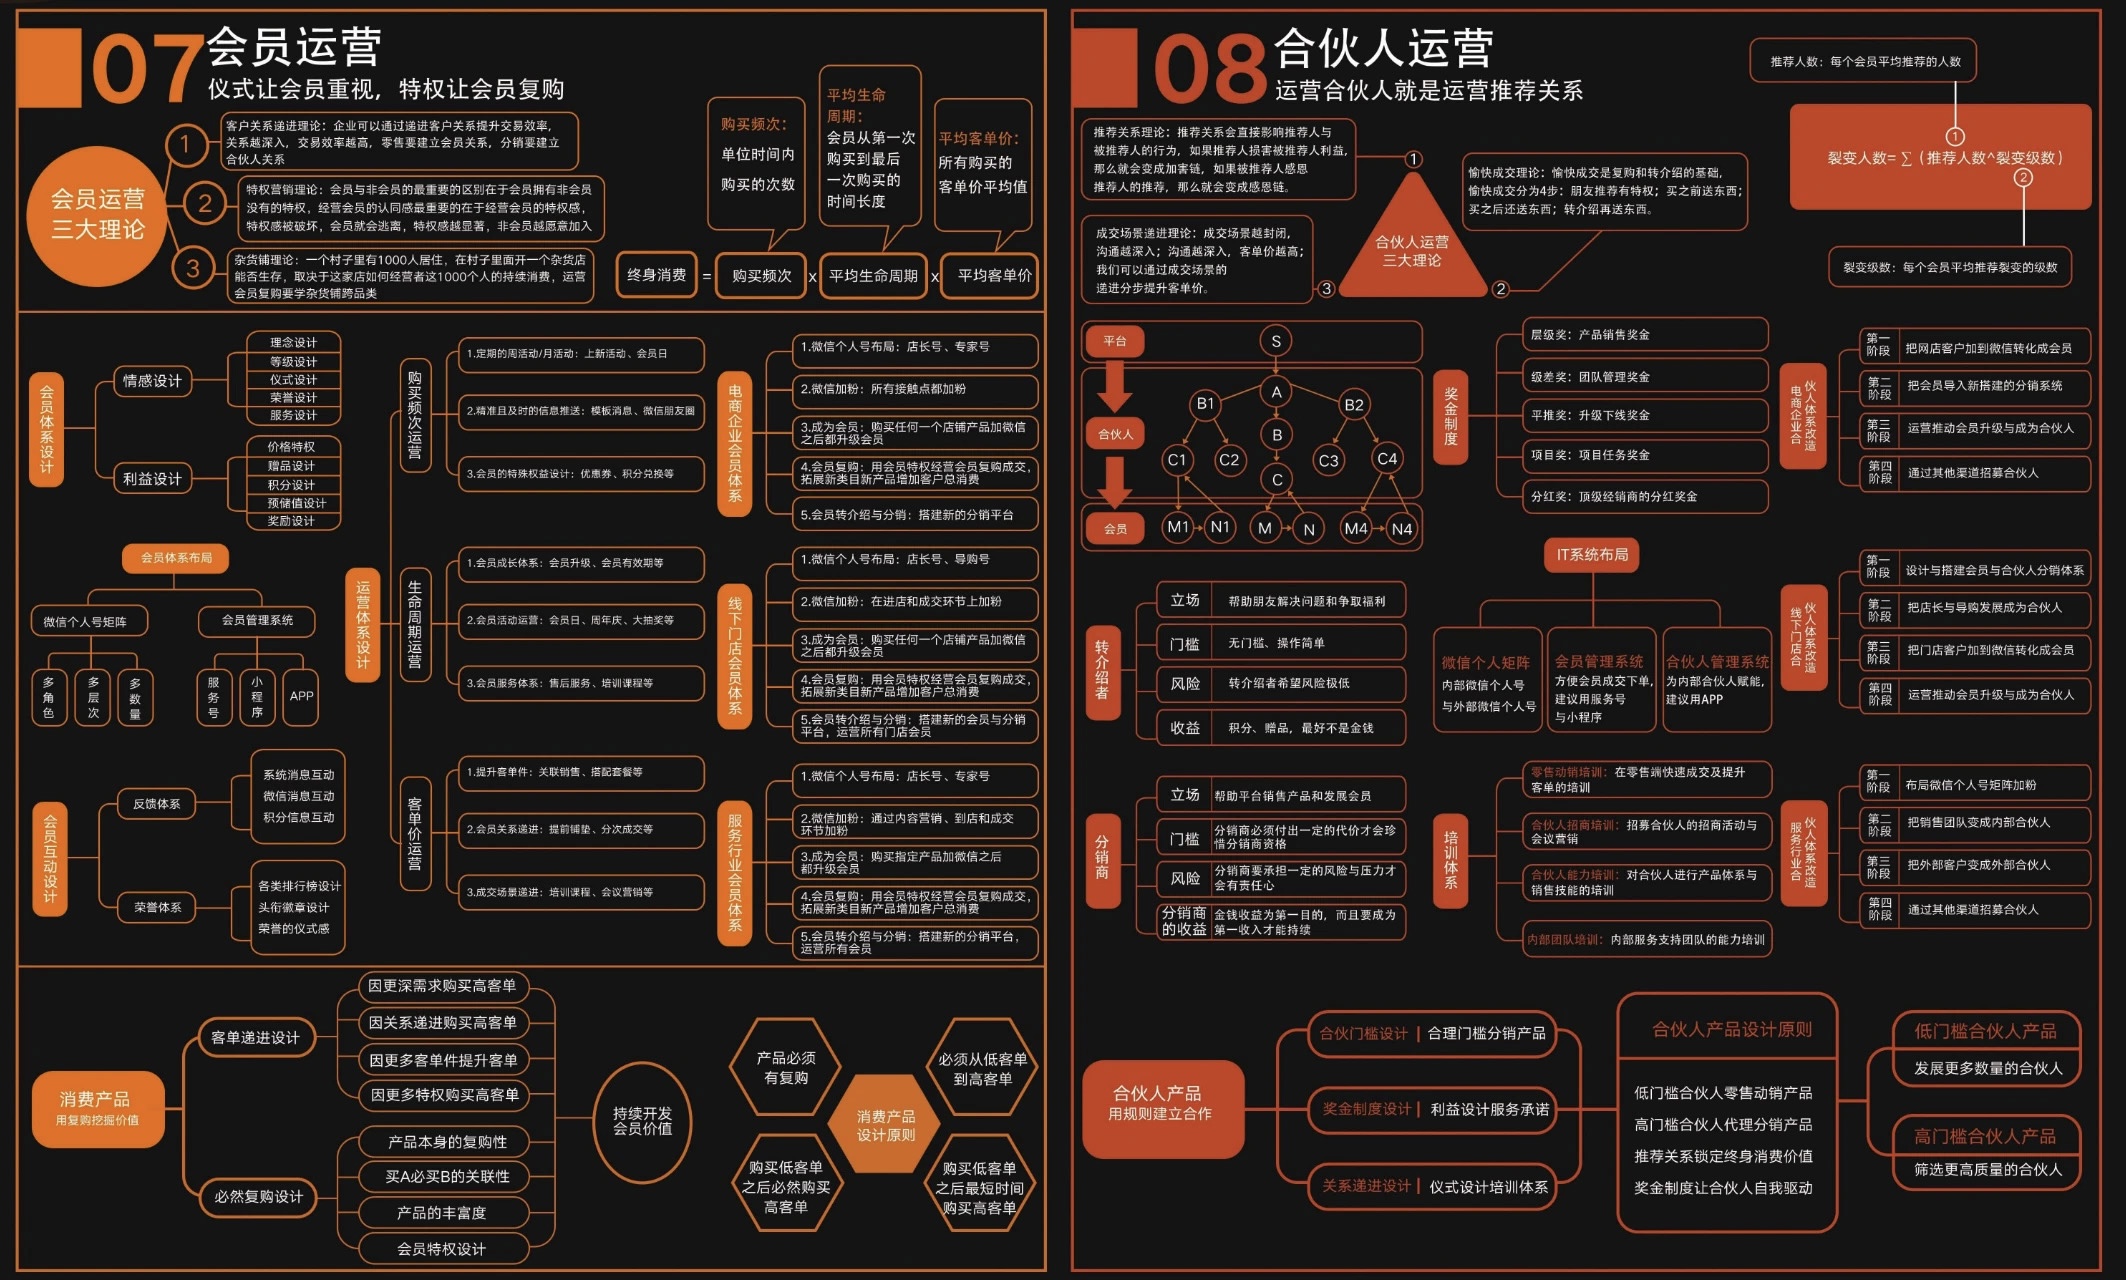 07
会员运营
仪式让会员重视，特权让会员复购
会员运营
三大理论
1
客户关系递进理论：企业可以通过递进客户关系提升交易效率，
关系越深入，交易效率越高，零售要建立会员关系，分销要建立
合伙人关系
2
特权营销理论：会员与非会员的最重要的区别在于会员拥有非会员
没有的特权，经营会员的认同感最重要的在于经营会员的特权感，
特权感被破坏，会员就会逃离，特权感越显著，非会员越愿意加入
3
杂货铺理论：一个村子里有1000人居住，在村子里面开一个杂货店
能否生存，取决于这家店如何经营者这1000个人的持续消费，运营
会员复购要学杂货铺跨品类
购买频次：
单位时间内
购买的次数
平均生命
周期：
会员从第一次
购买到最后
一次购买的
时间长度
平均客单价：
所有购买的
客单价平均值
终身消费 = 购买频次 x 平均生命周期 x 平均客单价
会员体系设计
情感设计
理念设计
等级设计
仪式设计
荣誉设计
服务设计
利益设计
价格特权
赠品设计
积分设计
预储值设计
奖励设计
会员体系布局
微信个人号矩阵
多角色
多层次
多数量
会员管理系统
服务号
小程序
APP
会员互动设计
反馈体系
系统消息互动
微信消息互动
积分信息互动
荣誉体系
各类排行榜设计
头衔徽章设计
荣誉的仪式感
运营体系设计
购买频次运营
1.定期的周活动/月活动：上新活动、会员日
2.精准且及时的信息推送：模板消息、微信朋友圈
3.会员的特殊权益设计：优惠券、积分兑换等
生命周期运营
1.会员成长体系：会员升级、会员有效期等
2.会员活动运营：会员日、周年庆、大抽奖等
3.会员服务体系：售后服务、培训课程等
客单价运营
1.提升客单件：关联销售、搭配套餐等
2.会员关系递进：提前铺垫、分次成交等
3.成交场景递进：培训课程、会议营销等
电商企业会员体系
1.微信个人号布局：店长号、专家号
2.微信加粉：所有接触点都加粉
3.成为会员：购买任何一个店铺产品加微信
之后都升级会员
4.会员复购：用会员特权经营会员复购成交，
拓展新类目新产品增加客户总消费
5.会员转介绍与分销：搭建新的分销平台
线下门店会员体系
1.微信个人号布局：店长号、导购号
2.微信加粉：在进店和成交环节上加粉
3.成为会员：购买任何一个店铺产品加微信
之后都升级会员
4.会员复购：用会员特权经营会员复购成交，
拓展新类目新产品增加客户总消费
5.会员转介绍与分销：搭建新的会员与分销
平台，运营所有门店会员
服务行业会员体系
1.微信个人号布局：店长号、专家号
2.微信加粉：通过内容营销、到店和成交
环节加粉
3.成为会员：购买指定产品加微信之后
都升级会员
4.会员复购：用会员特权经营会员复购成交，
拓展新类目新产品增加客户总消费
5.会员转介绍与分销：搭建新的分销平台，
运营所有会员
消费产品
用复购挖掘价值
客单递进设计
因更深需求购买高客单
因关系递进购买高客单
因更多客单件提升客单
因更多特权购买高客单
必然复购设计
产品本身的复购性
买A必买B的关联性
产品的丰富度
会员特权设计
持续开发
会员价值
产品必须
有复购
必须从低客单
到高客单
消费产品
设计原则
购买低客单
之后必然购买
高客单
购买低客单
之后最短时间
购买高客单
08
合伙人运营
运营合伙人就是运营推荐关系
推荐关系理论：推荐关系会直接影响推荐人与
被推荐人的行为，如果推荐人损害被推荐人利益，
那么就会变成加害链，如果被推荐人感恩
推荐人的推荐，那么就会变成感恩链。
1
愉快成交理论：愉快成交是复购和转介绍的基础，
愉快成交分为4步：朋友推荐有特权；买之前送东西；
买之后还送东西；转介绍再送东西。
2
成交场景递进理论：成交场景越封闭，
沟通越深入；沟通越深入，客单价越高；
我们可以通过成交场景的
递进分步提升客单价。
3
合伙人运营
三大理论
推荐人数：每个会员平均推荐的人数
1
裂变人数= ∑（推荐人数^裂变级数）
2
裂变级数：每个会员平均推荐裂变的级数
平台
合伙人
会员
S
B1 A B2
B
C1 C2 C C3 C4
M1 N1 M N M4 N4
奖金制度
层级奖：产品销售奖金
级差奖：团队管理奖金
平推奖：升级下线奖金
项目奖：项目任务奖金
分红奖：顶级经销商的分红奖金
电商企业合伙人体系改造
第一阶段 把网店客户加到微信转化成会员
第二阶段 把会员导入新搭建的分销系统
第三阶段 运营推动会员升级与成为合伙人
第四阶段 通过其他渠道招募合伙人
转介绍者
立场 帮助朋友解决问题和争取福利
门槛 无门槛、操作简单
风险 转介绍者希望风险极低
收益 积分、赠品，最好不是金钱
IT系统布局
微信个人矩阵
内部微信个人号
与外部微信个人号
会员管理系统
方便会员成交下单，
建议用服务号
与小程序
合伙人管理系统
为内部合伙人赋能，
建议用APP
线下门店合伙人体系改造
第一阶段 设计与搭建会员与合伙人分销体系
第二阶段 把店长与导购发展成为合伙人
第三阶段 把门店客户加到微信转化成会员
第四阶段 运营推动会员升级与成为合伙人
分销商
立场 帮助平台销售产品和发展会员
门槛 分销商必须付出一定的代价才会珍
惜分销商资格
风险 分销商要承担一定的风险与压力才
会有责任心
分销商的收益 金钱收益为第一目的，而且要成为
第一收入才能持续
培训体系
零售动销培训：在零售端快速成交及提升
客单的培训
合伙人招商培训：招募合伙人的招商活动与
会议营销
合伙人能力培训：对合伙人进行产品体系与
销售技能的培训
内部团队培训：内部服务支持团队的能力培训
服务行业合伙人体系改造
第一阶段 布局微信个人号矩阵加粉
第二阶段 把销售团队变成内部合伙人
第三阶段 把外部客户变成外部合伙人
第四阶段 通过其他渠道招募合伙人
合伙人产品
用规则建立合作
合伙门槛设计 | 合理门槛分销产品
奖金制度设计 | 利益设计服务承诺
关系递进设计 | 仪式设计培训体系
合伙人产品设计原则
低门槛合伙人零售动销产品
高门槛合伙人代理分销产品
推荐关系锁定终身消费价值
奖金制度让合伙人自我驱动
低门槛合伙人产品
发展更多数量的合伙人
高门槛合伙人产品
筛选更高质量的合伙人